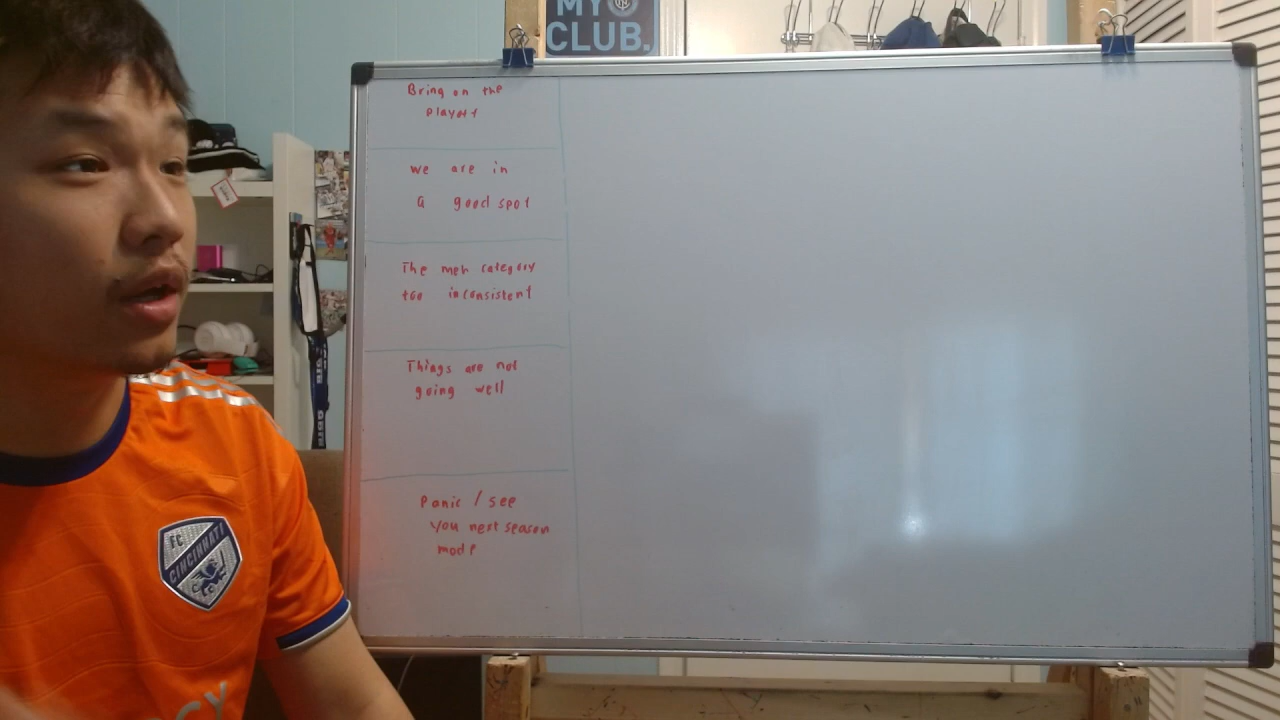 MY
CLUB.
Bring on the
playoff
we are in
a good spot
The meh category
too inconsistent
Things are not
going well
Panic / see
you next season
mode
FC
CINCINNATI
CY